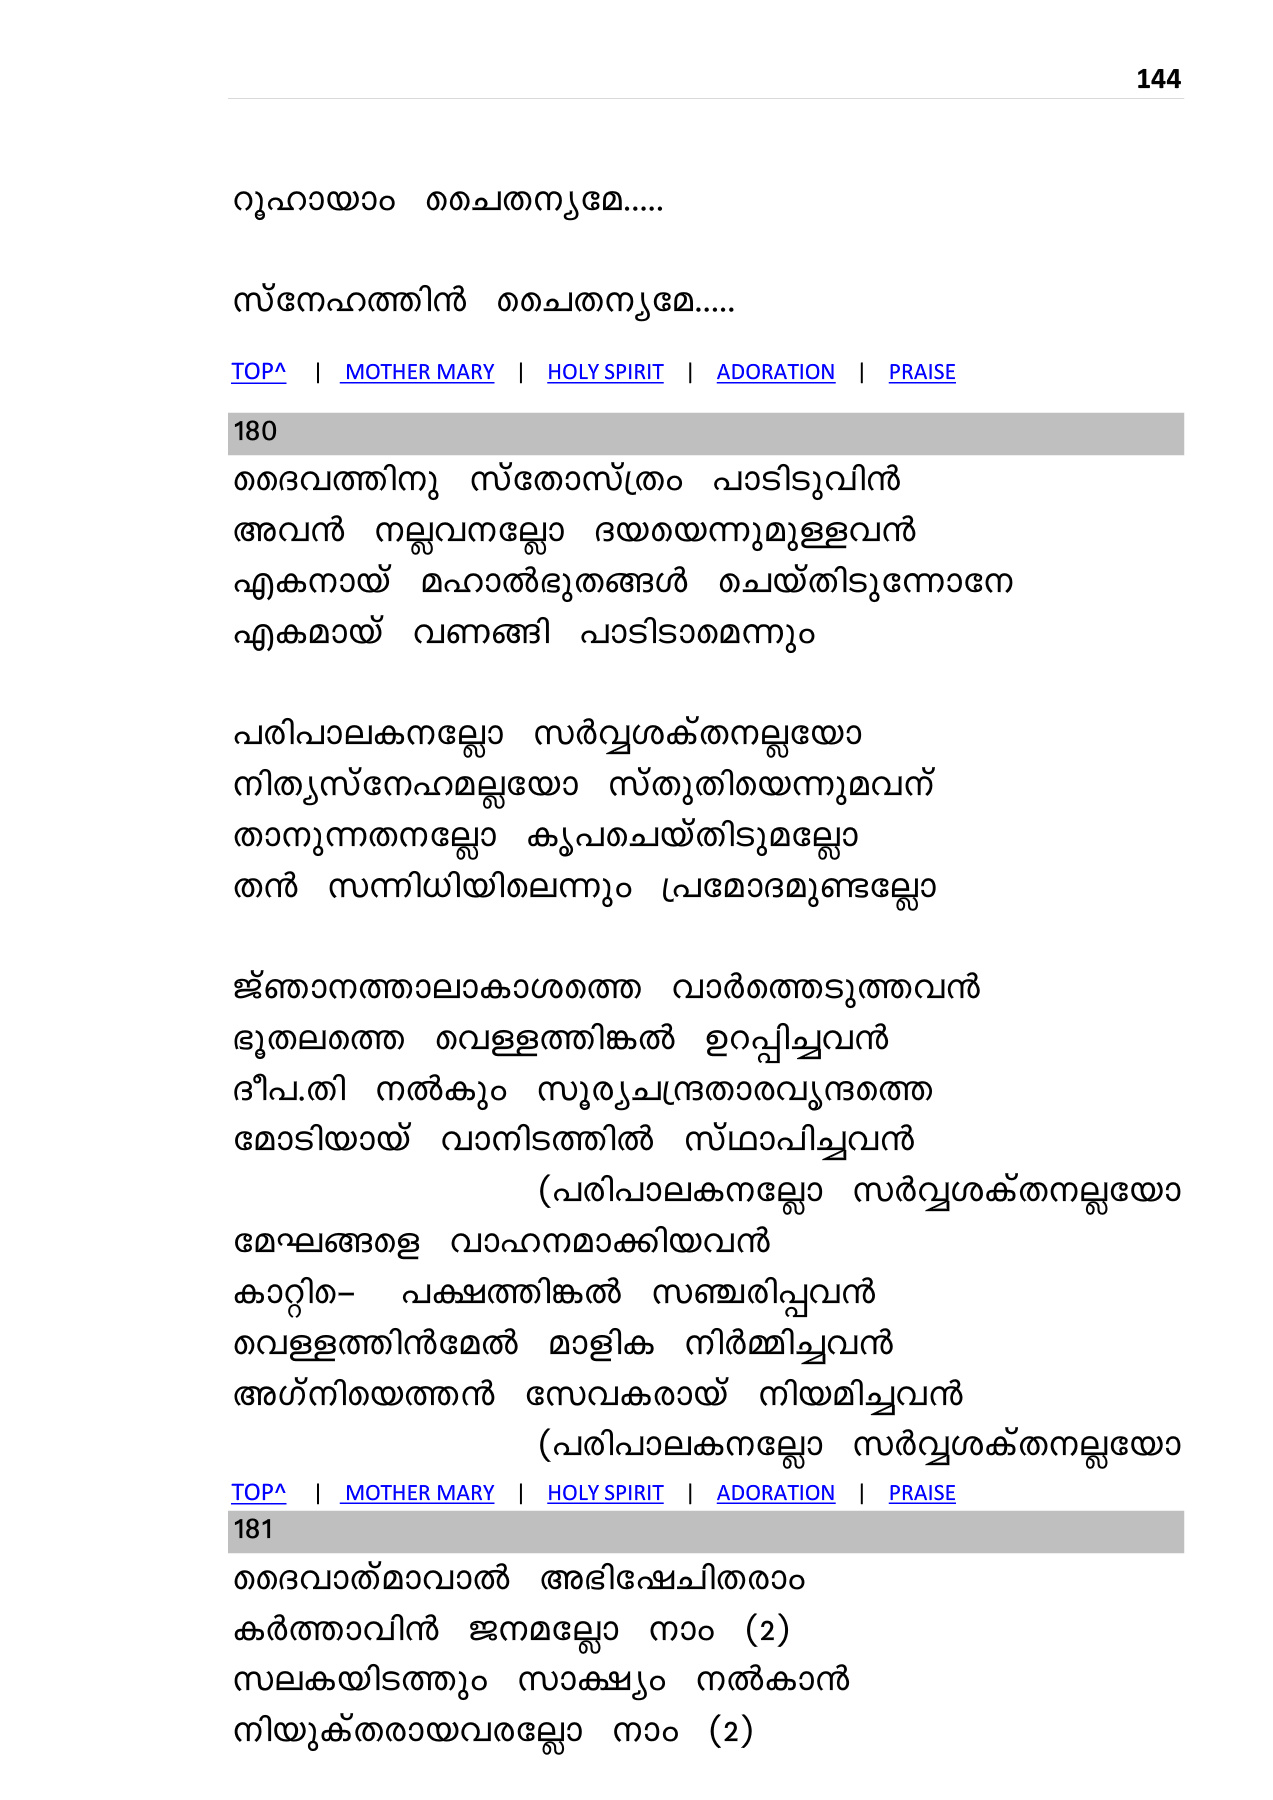 144
റൂഹായാം ചൈതന്യമേ.....
സ്നേഹത്തിൻ ചൈതന്യമേ.....
TOP^ | MOTHER MARY | HOLY SPIRIT | ADORATION | PRAISE
180
ദൈവത്തിനു സ്തോസ്ത്രം പാടിടുവിൻ
അവൻ നല്ലവനല്ലോ ദയയെന്നുമുള്ളവൻ
എകനായ് മഹാൽഭുതങ്ങൾ ചെയ്തിടുന്നോനേ
എകമായ് വണങ്ങി പാടിടാമെന്നും
പരിപാലകനല്ലോ സർവ്വശക്തനല്ലയോ
നിത്യസ്നേഹമല്ലയോ സ്തുതിയെന്നുമവന്
താനുന്നതനല്ലോ കൃപചെയ്തിടുമല്ലോ
തൻ സന്നിധിയിലെന്നും പ്രമോദമുണ്ടല്ലോ
ജ്ഞാനത്താലാകാശത്തെ വാർത്തെടുത്തവൻ
ഭൂതലത്തെ വെള്ളത്തിങ്കൽ ഉറപ്പിച്ചവൻ
ദീപ.തി നൽകും സൂര്യചന്ദ്രതാരവൃന്ദത്തെ
മോടിയായ് വാനിടത്തിൽ സ്ഥാപിച്ചവൻ
(പരിപാലകനല്ലോ സർവ്വശക്തനല്ലയോ
മേഘങ്ങളെ വാഹനമാക്കിയവൻ
കാറ്റിെ– പക്ഷത്തിങ്കൽ സഞ്ചരിപ്പവൻ
വെള്ളത്തിൻമേൽ മാളിക നിർമ്മിച്ചവൻ
അഗ്നിയെത്തൻ സേവകരായ് നിയമിച്ചവൻ
(പരിപാലകനല്ലോ സർവ്വശക്തനല്ലയോ
TOP^ | MOTHER MARY | HOLY SPIRIT | ADORATION | PRAISE
181
ദൈവാത്മാവാൽ അഭിഷേചിതരാം
കർത്താവിൻ ജനമല്ലോ നാം (2)
സലകയിടത്തും സാക്ഷ്യം നൽകാൻ
നിയുക്തരായവരല്ലോ നാം (2)